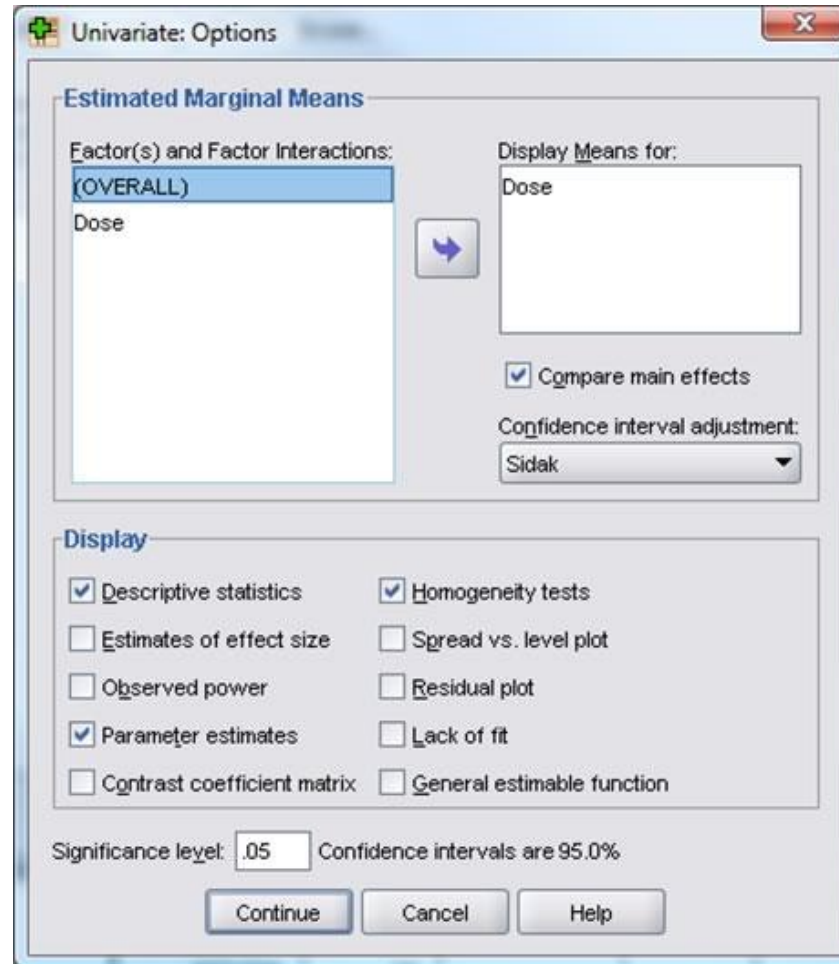 Univariate: Options
Estimated Marginal Means
Factor(s) and Factor Interactions:
(OVERALL)
Dose
Display Means for:
Dose
Compare main effects
Confidence interval adjustment:
Sidak
Display
Descriptive statistics
Homogeneity tests
Estimates of effect size
Spread vs. level plot
Observed power
Residual plot
Parameter estimates
Lack of fit
Contrast coefficient matrix
General estimable function
Significance level: .05 Confidence intervals are 95.0%
Continue
Cancel
Help